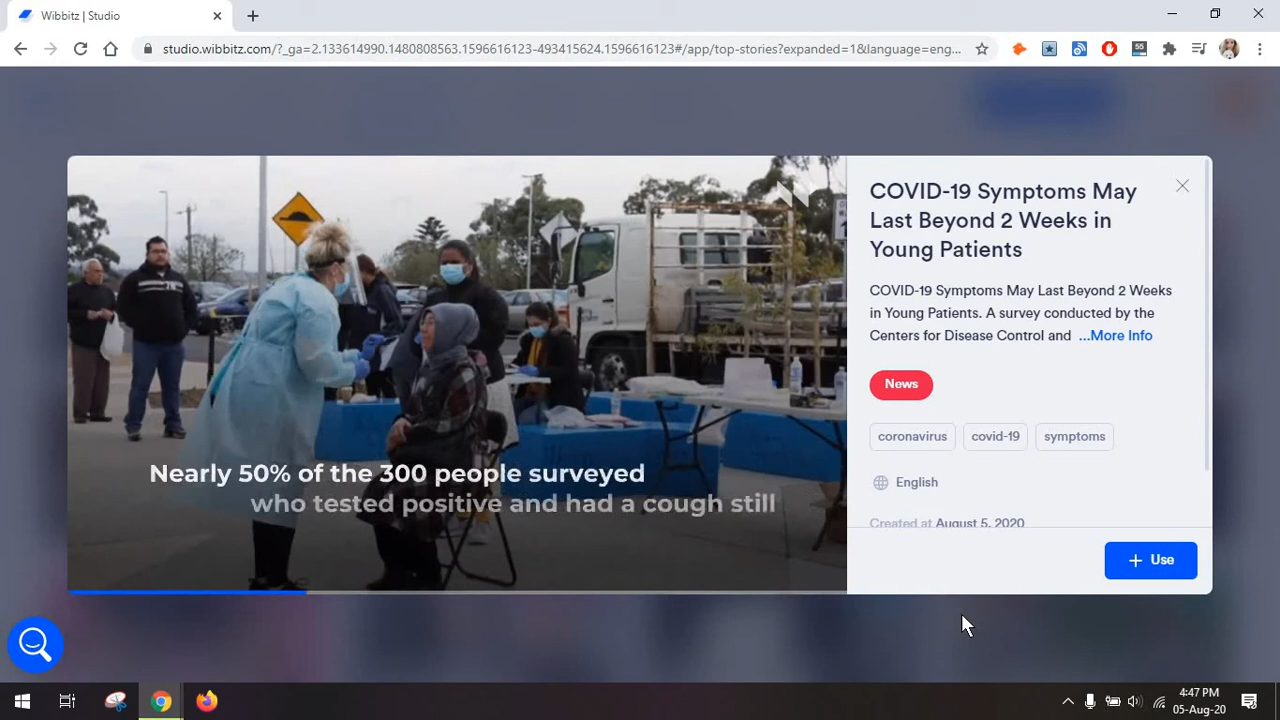 Wibbitz | Studio
studio.wibbitz.com/?_ga=2.133614990.1480808563.1596616123-493415624.1596616123#/app/top-stories?expanded=1&language=eng...
55
COVID-19 Symptoms May
Last Beyond 2 Weeks in
Young Patients
COVID-19 Symptoms May Last Beyond 2 Weeks
in Young Patients. A survey conducted by the
Centers for Disease Control and ...More Info
News
coronavirus covid-19 symptoms
English
Created at August 5, 2020
+ Use
Nearly 50% of the 300 people surveyed
who tested positive and had a cough still
4:47 PM
05-Aug-20